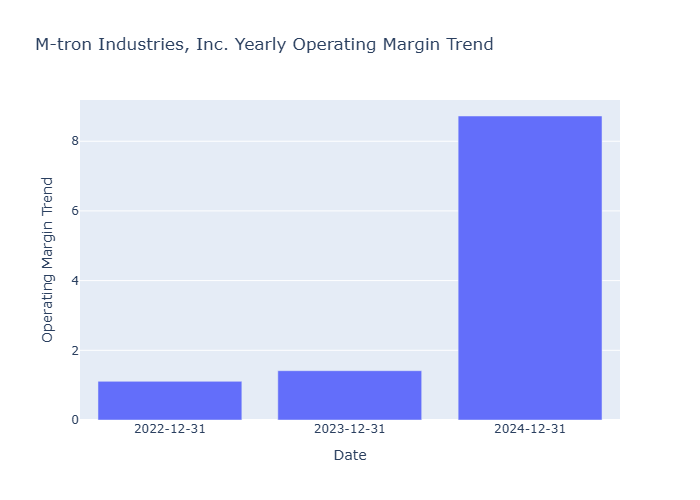 M-tron Industries, Inc. Yearly Operating Margin Trend
Operating Margin Trend
8
6
4
2
0
2022-12-31
2023-12-31
2024-12-31
Date